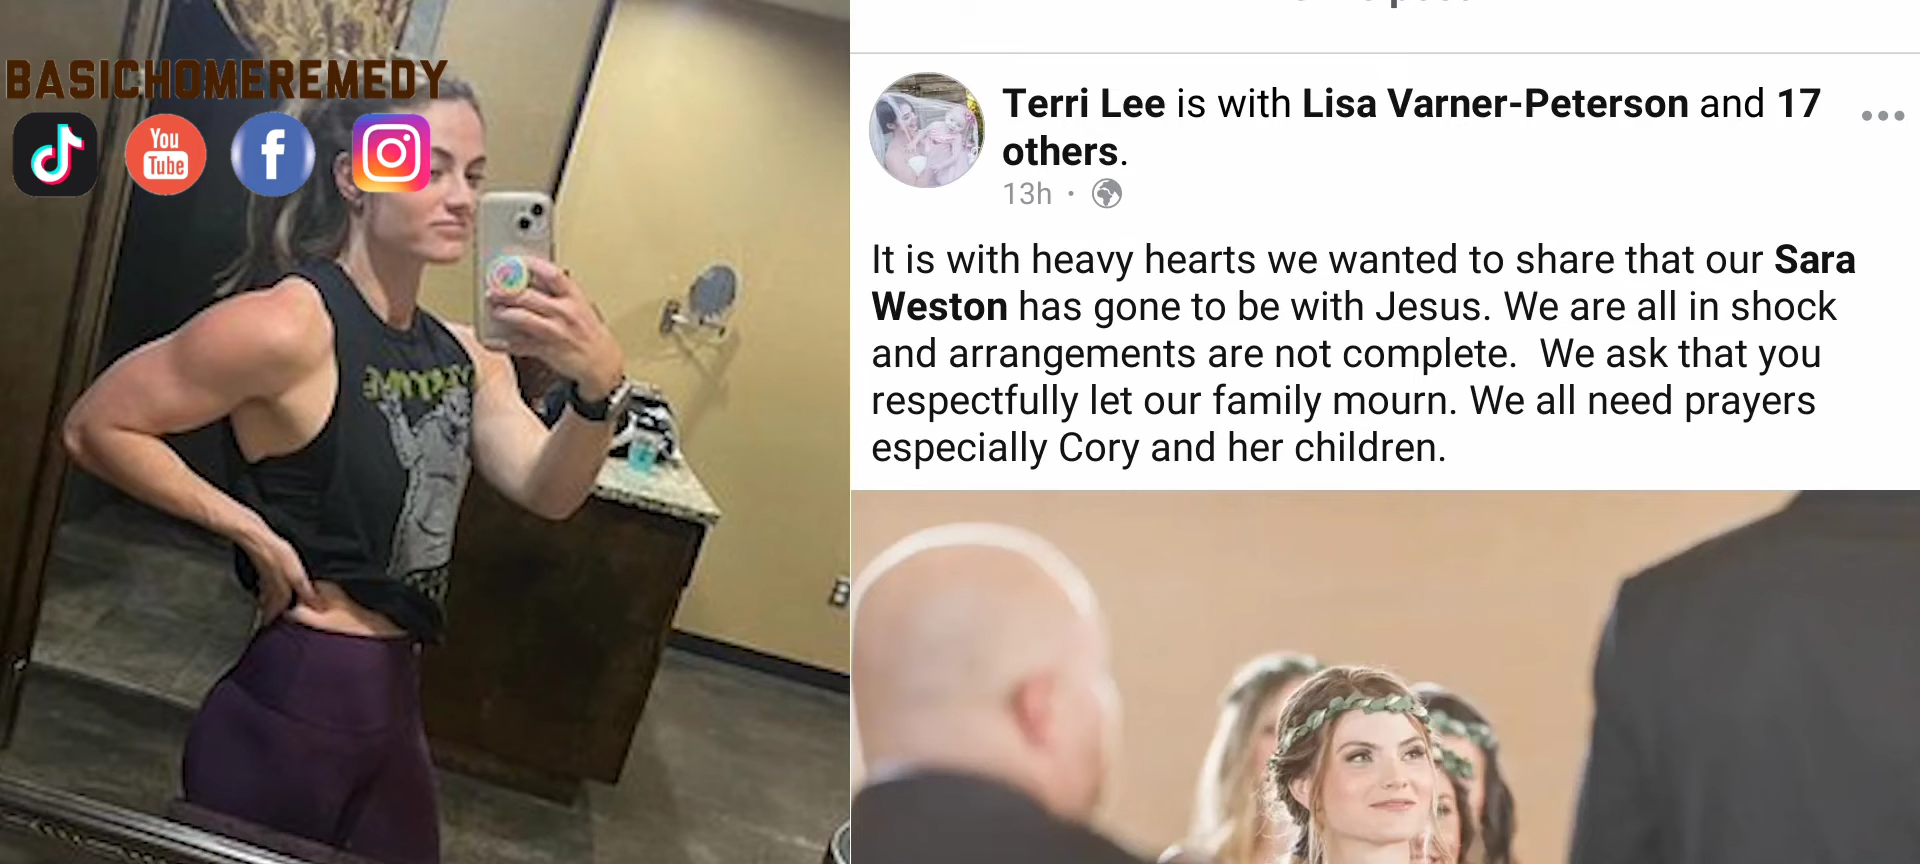 BASICHOMEREMEDY
You
Tube
Terri Lee is with Lisa Varner-Peterson and 17
others.
13h ·
It is with heavy hearts we wanted to share that our Sara
Weston has gone to be with Jesus. We are all in shock
and arrangements are not complete.  We ask that you
respectfully let our family mourn. We all need prayers
especially Cory and her children.